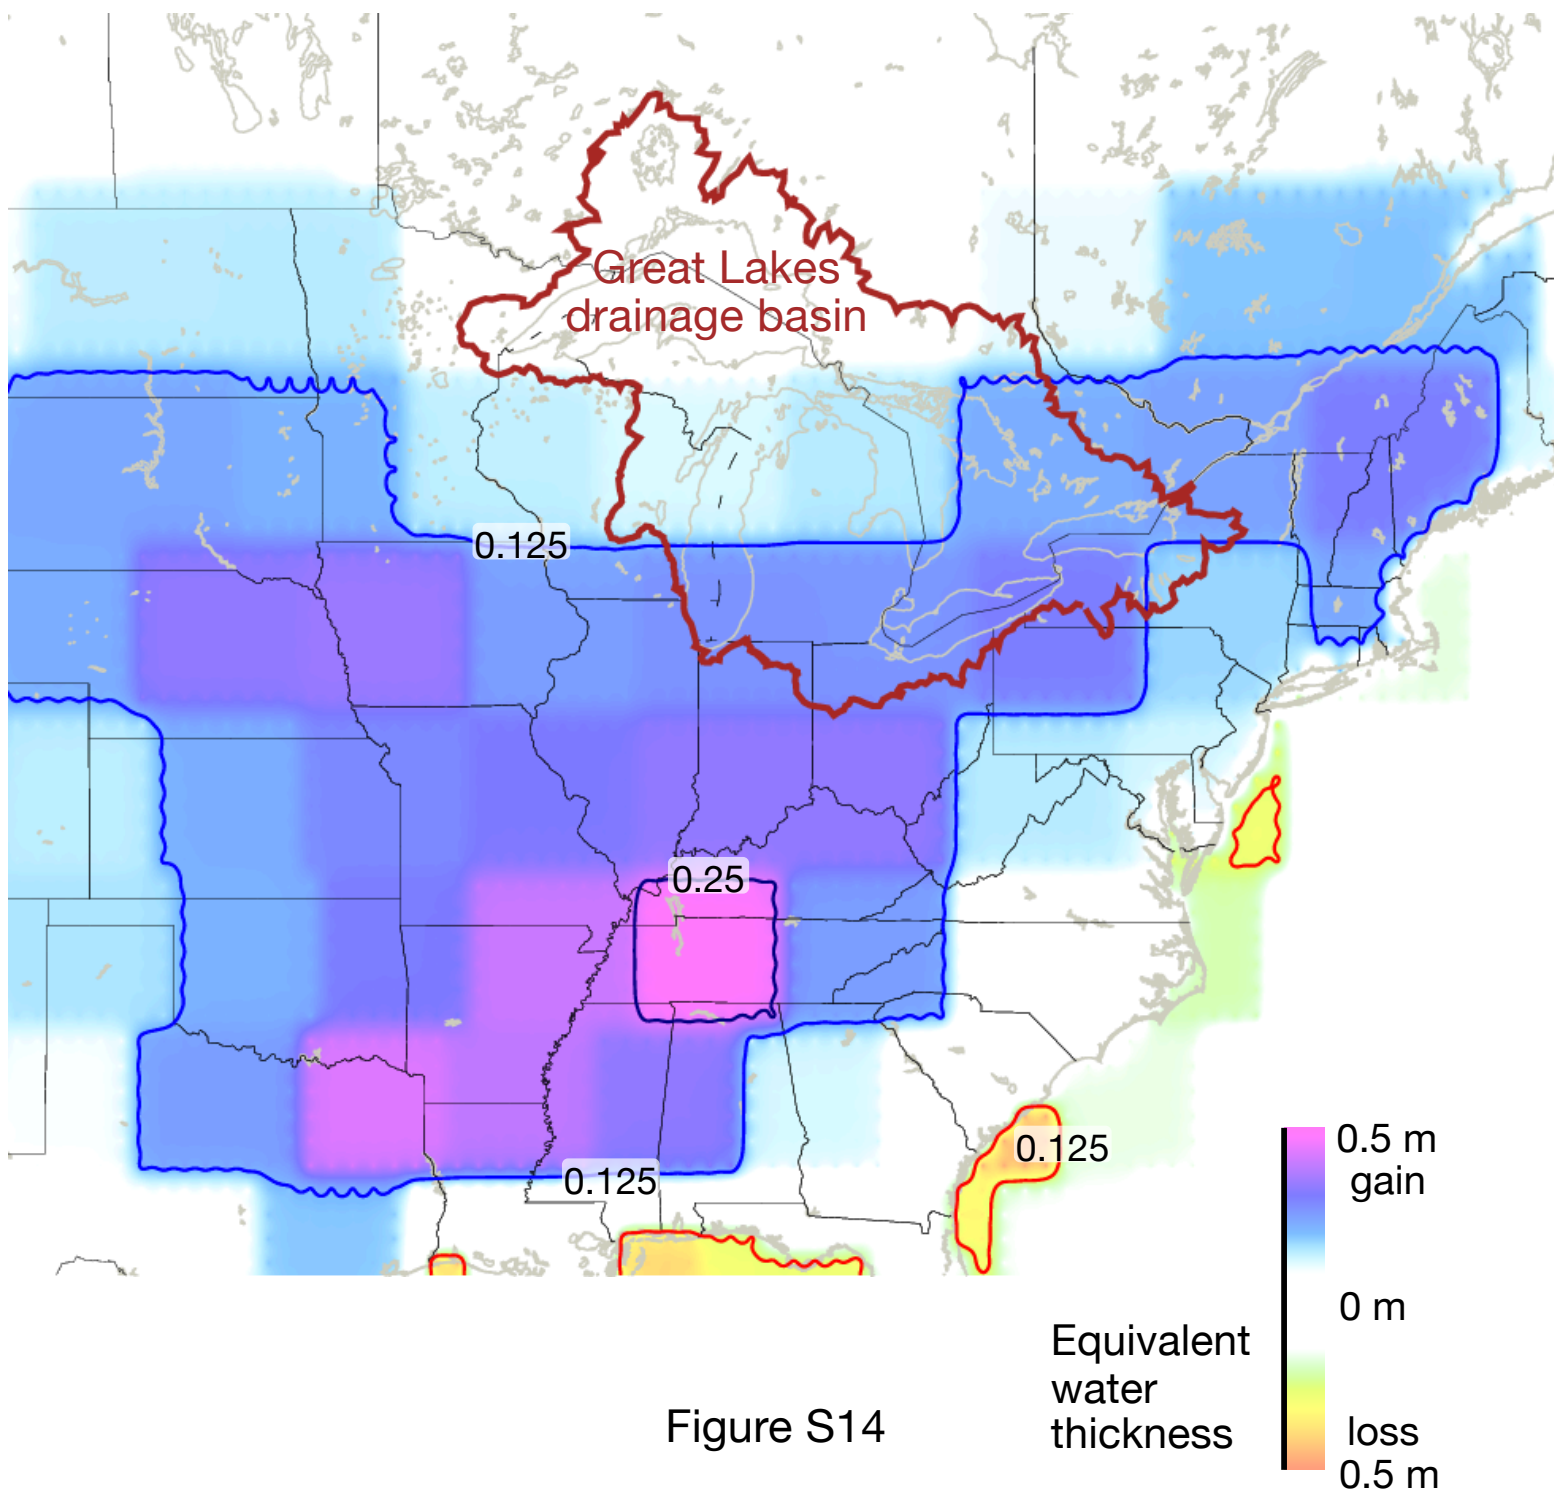 Great Lakes
drainage basin
0.125
0.25
0.125
0.125
0.5 m
gain
0 m
Equivalent
water
thickness
loss
0.5 m
Figure S14